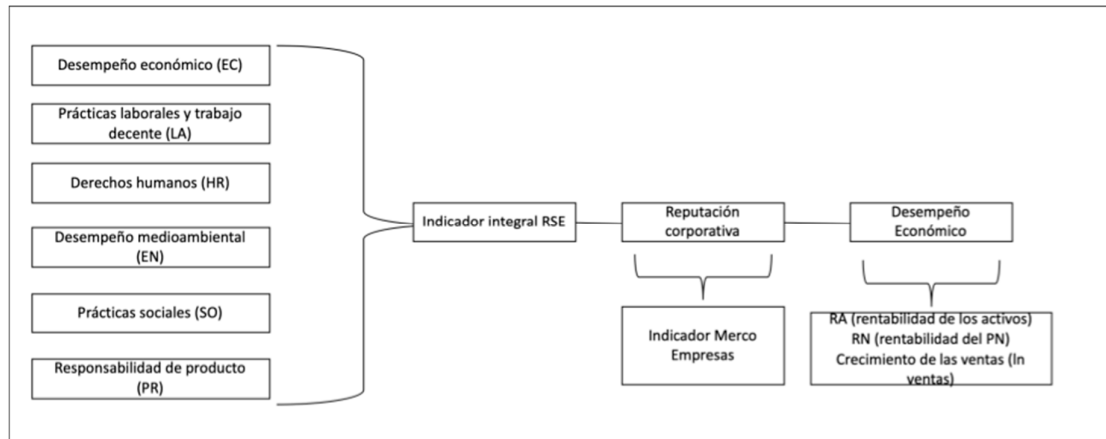 Desempeño económico (EC)
Prácticas laborales y trabajo
decente (LA)
Derechos humanos (HR)
Desempeño medioambiental
(EN)
Prácticas sociales (SO)
Responsabilidad de producto
(PR)
Indicador integral RSE
Reputación
corporativa
Desempeño
Económico
Indicador Merco
Empresas
RA (rentabilidad de los activos)
RN (rentabilidad del PN)
Crecimiento de las ventas (ln
ventas)